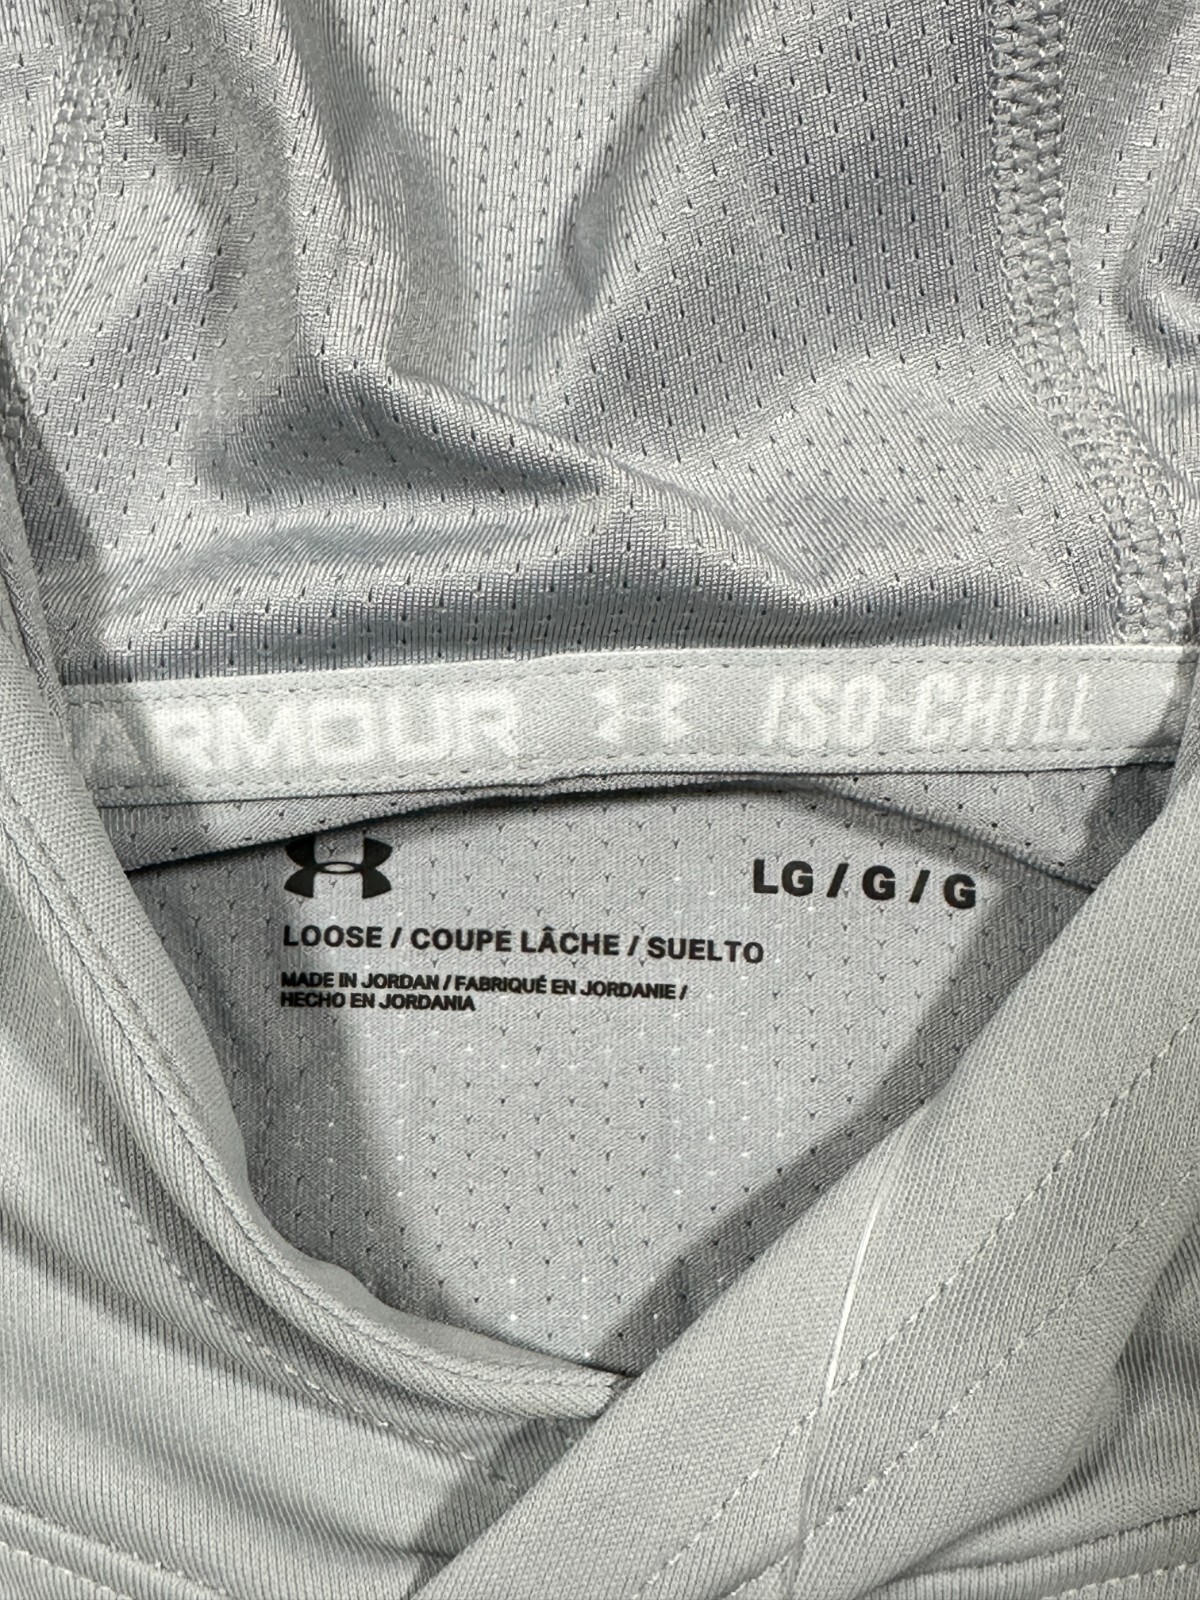 ARMOUR ISO-CHILL
LG / G / G
LOOSE / COUPE LÂCHE / SUELTO
MADE IN JORDAN / FABRIQUÉ EN JORDANIE /
HECHO EN JORDANIA